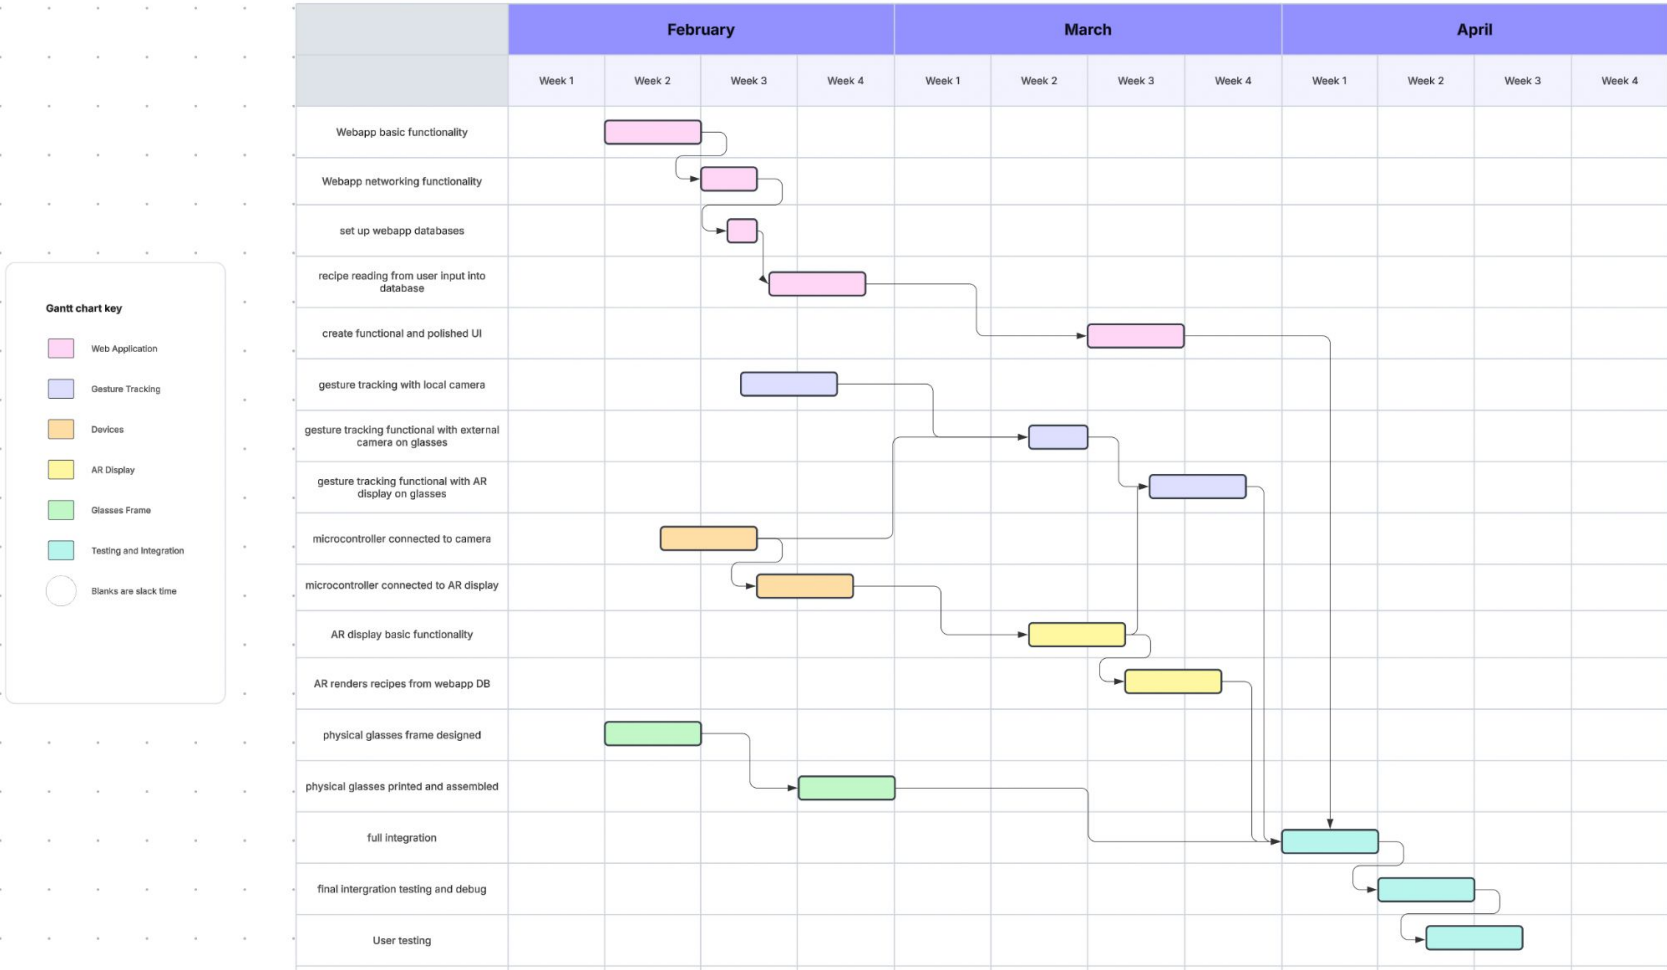 February March April
Week 1 Week 2 Week 3 Week 4 Week 1 Week 2 Week 3 Week 4 Week 1 Week 2 Week 3 Week 4
Webapp basic functionality
Webapp networking functionality
set up webapp databases
recipe reading from user input into
database
create functional and polished UI
gesture tracking with local camera
gesture tracking functional with external
camera on glasses
gesture tracking functional with AR
display on glasses
microcontroller connected to camera
microcontroller connected to AR display
AR display basic functionality
AR renders recipes from webapp DB
physical glasses frame designed
physical glasses printed and assembled
full integration
final intergration testing and debug
User testing
Gantt chart key
Web Application
Gesture Tracking
Devices
AR Display
Glasses Frame
Testing and Integration
Blanks are slack time